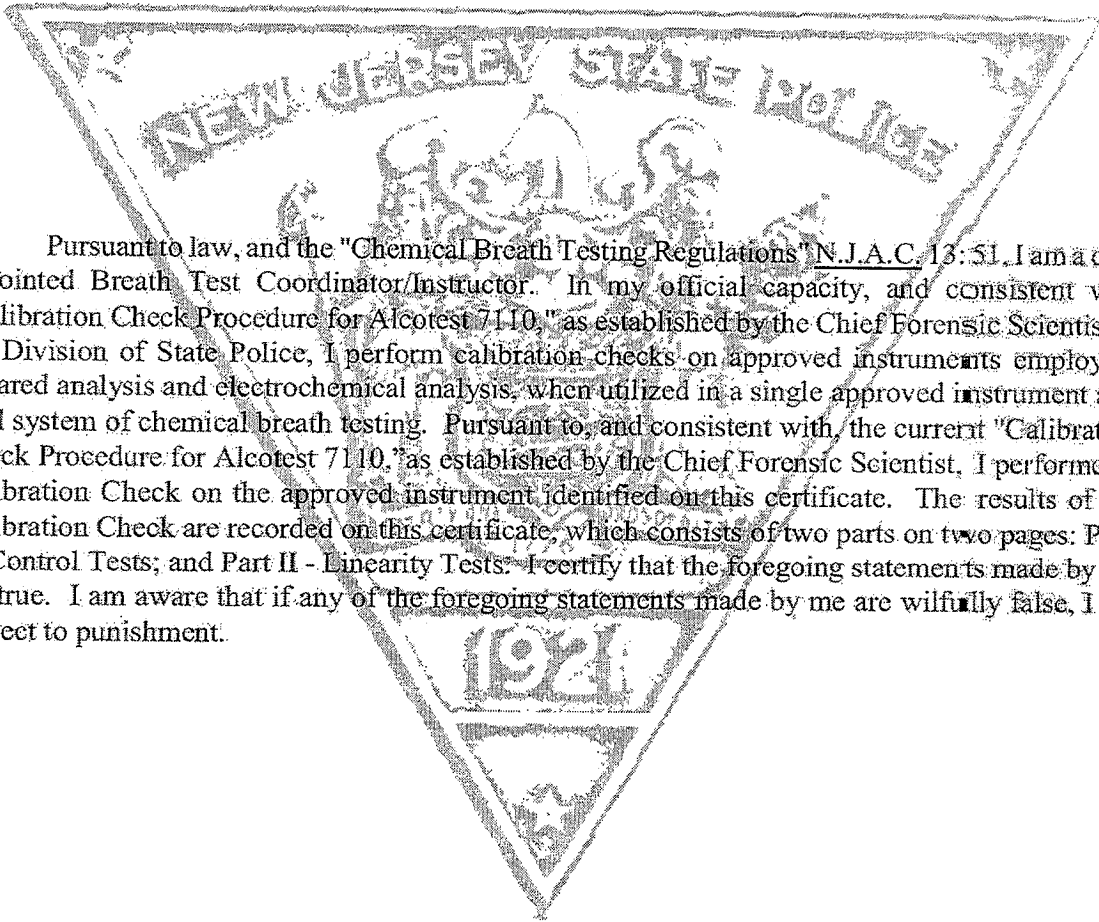 NEW JERSEY STATE POLICE
Pursuant to law, and the "Chemical Breath Testing Regulations" N.J.A.C. 13:51, I am a
ointed Breath Test Coordinator/Instructor. In my official capacity, and consistent
libration Check Procedure for Alcotest 7110," as established by the Chief Forensic Scientis
Division of State Police, I perform calibration checks on approved instruments employ
ared analysis and electrochemical analysis, when utilized in a single approved instrument
l system of chemical breath testing. Pursuant to, and consistent with, the current "Calibrat
ck Procedure for Alcotest 7110," as established by the Chief Forensic Scientist, I performe
ibration Check on the approved instrument identified on this certificate. The results of
ibration Check are recorded on this certificate, which consists of two parts on two pages: P
Control Tests; and Part II - Linearity Tests. I certify that the foregoing statements made by
true. I am aware that if any of the foregoing statements made by me are wilfully false, I
ect to punishment.
1921